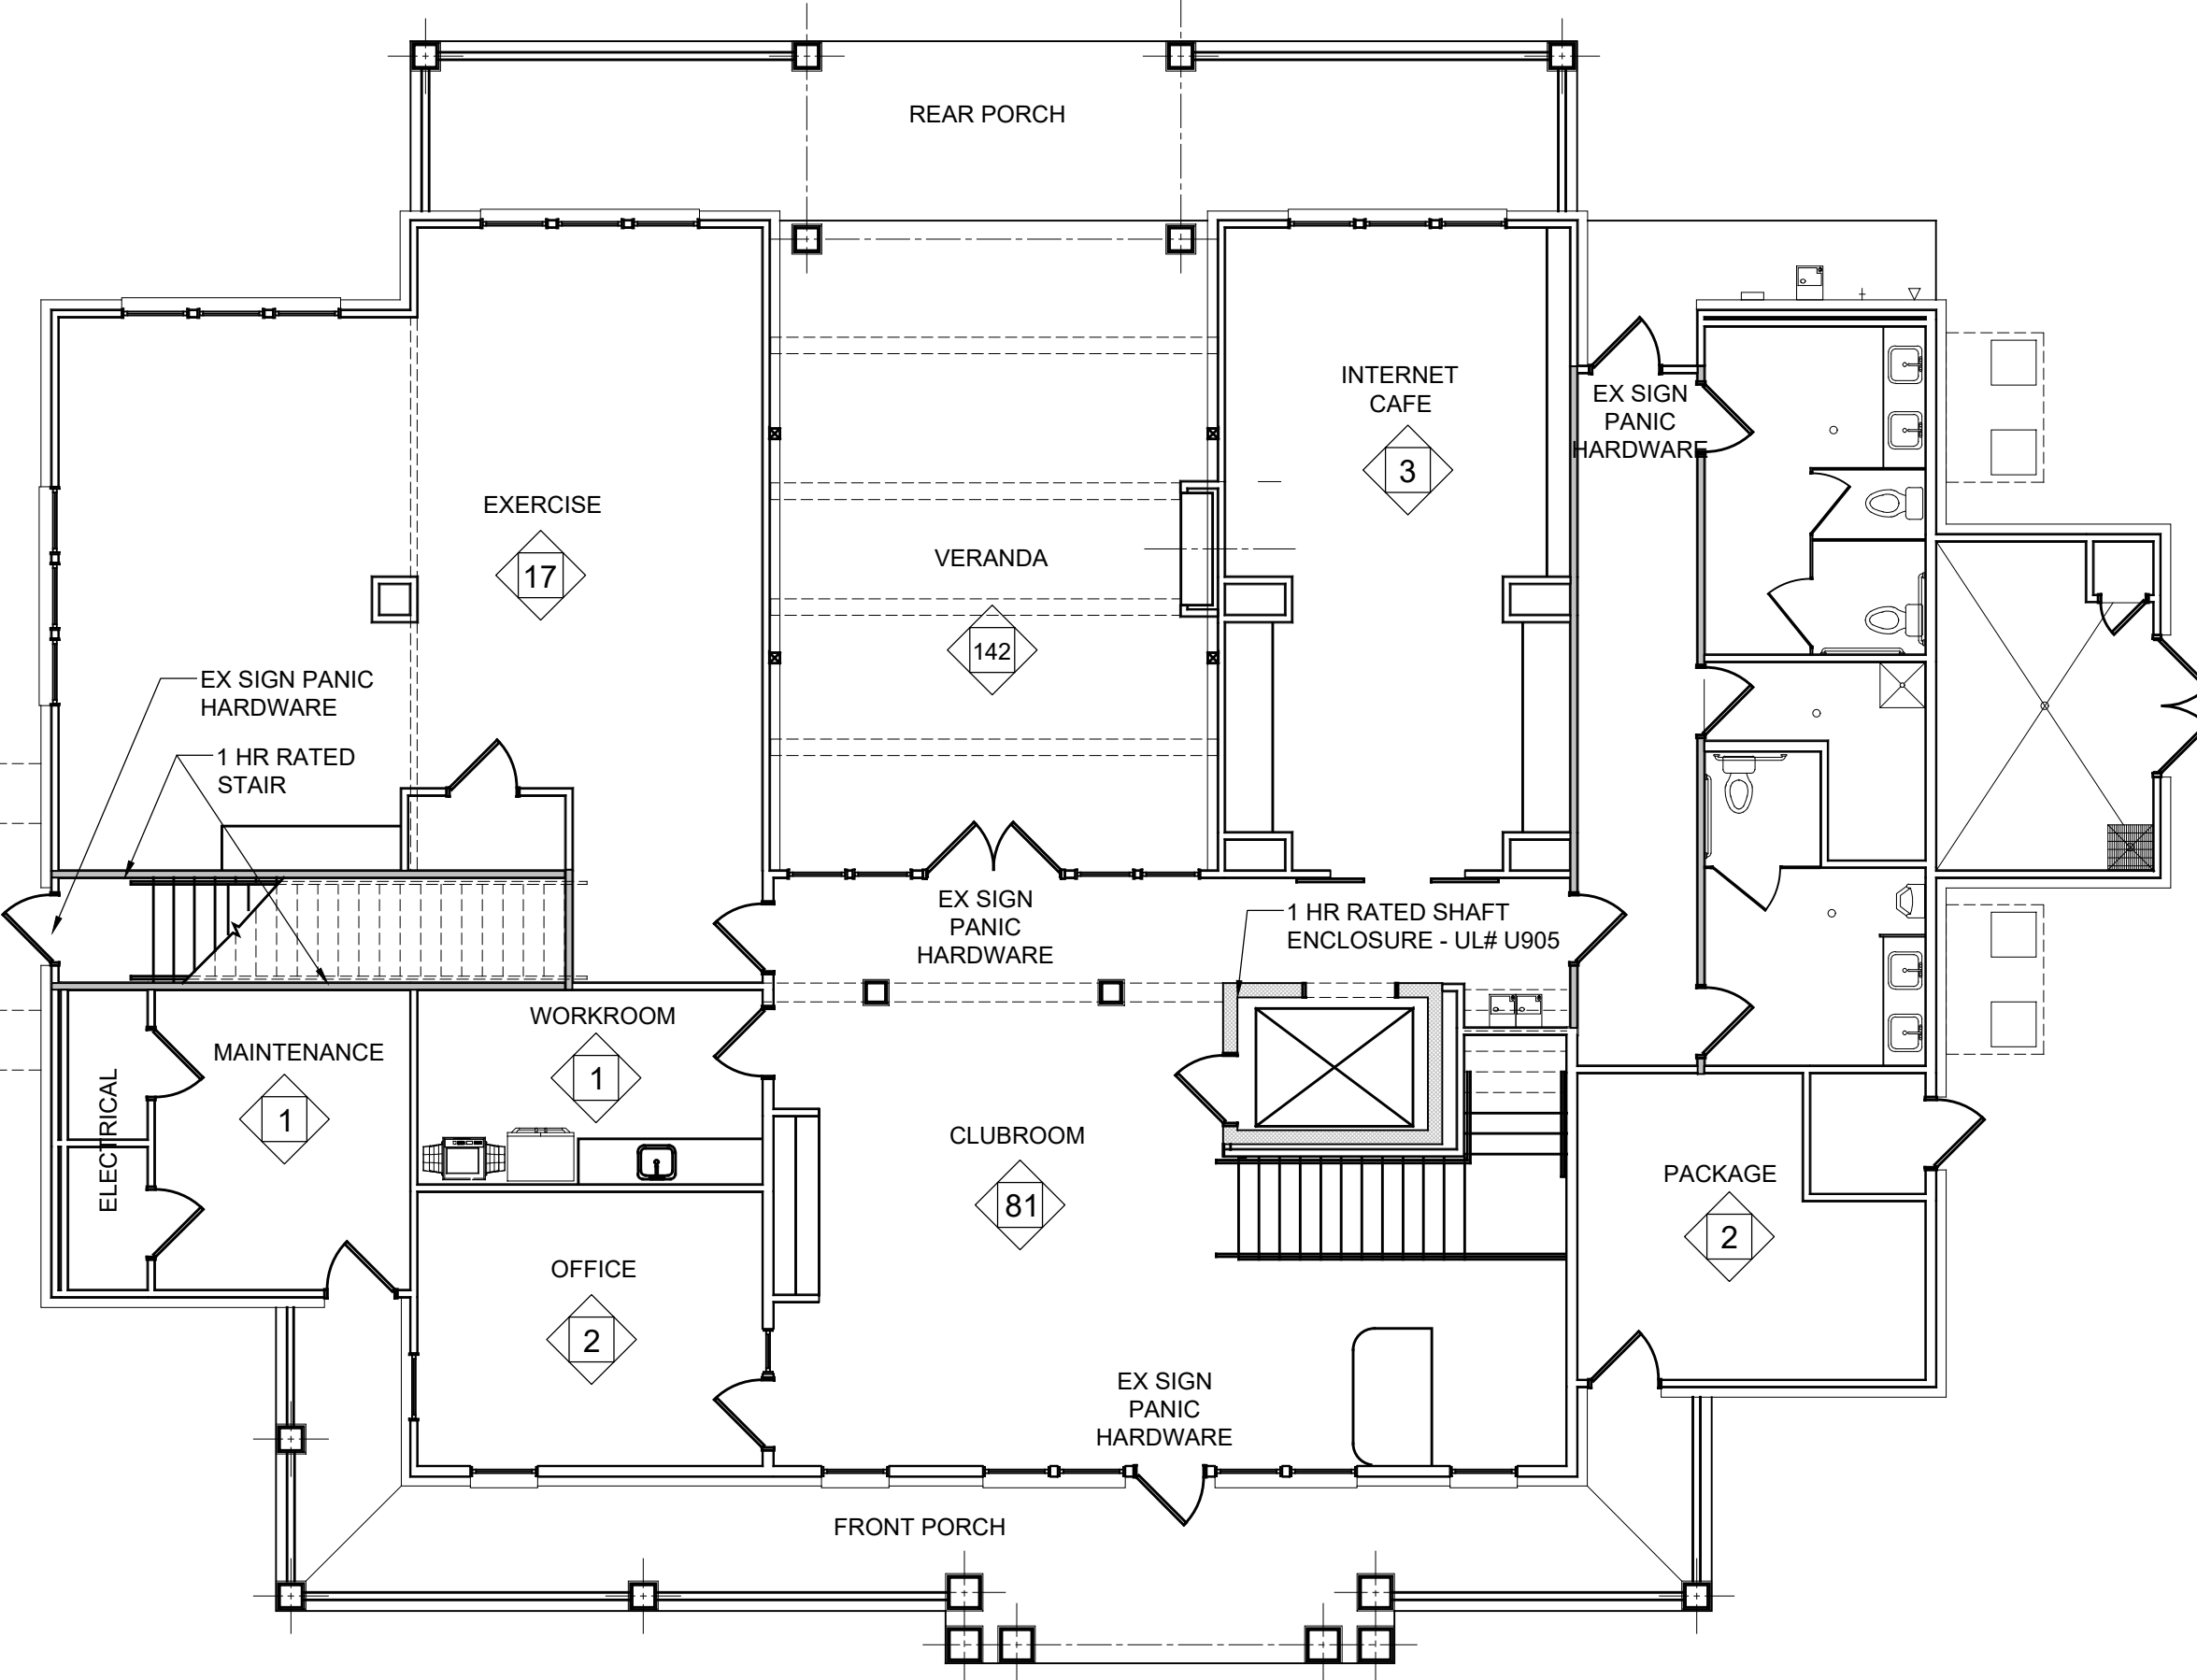 REAR PORCH
INTERNET
CAFE
3
EX SIGN
PANIC
HARDWARE
EXERCISE
17
VERANDA
142
EX SIGN PANIC
HARDWARE
1 HR RATED
STAIR
EX SIGN
PANIC
HARDWARE
1 HR RATED SHAFT
ENCLOSURE - UL# U905
WORKROOM
1
MAINTENANCE
1
ELECTRICAL
CLUBROOM
81
PACKAGE
2
OFFICE
2
EX SIGN
PANIC
HARDWARE
FRONT PORCH